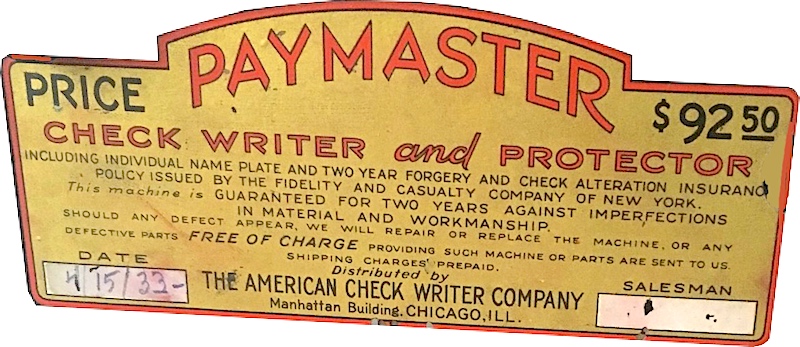 PAYMASTER
PRICE $92.50
CHECK WRITER and PROTECTOR
INCLUDING INDIVIDUAL NAME PLATE AND TWO YEAR FORGERY AND CHECK ALTERATION INSURANC
POLICY ISSUED BY THE FIDELITY AND CASUALTY COMPANY OF NEW YORK.
This machine is GUARANTEED FOR TWO YEARS AGAINST IMPERFECTIONS
IN MATERIAL AND WORKMANSHIP.
SHOULD ANY DEFECT APPEAR, WE WILL REPAIR OR REPLACE THE MACHINE, OR ANY
DEFECTIVE PARTS FREE OF CHARGE PROVIDING SUCH MACHINE OR PARTS ARE SENT TO US.
SHIPPING CHARGES PREPAID.
DATE
4/15/33-
Distributed by
THE AMERICAN CHECK WRITER COMPANY
Manhattan Building, CHICAGO, ILL.
SALESMAN